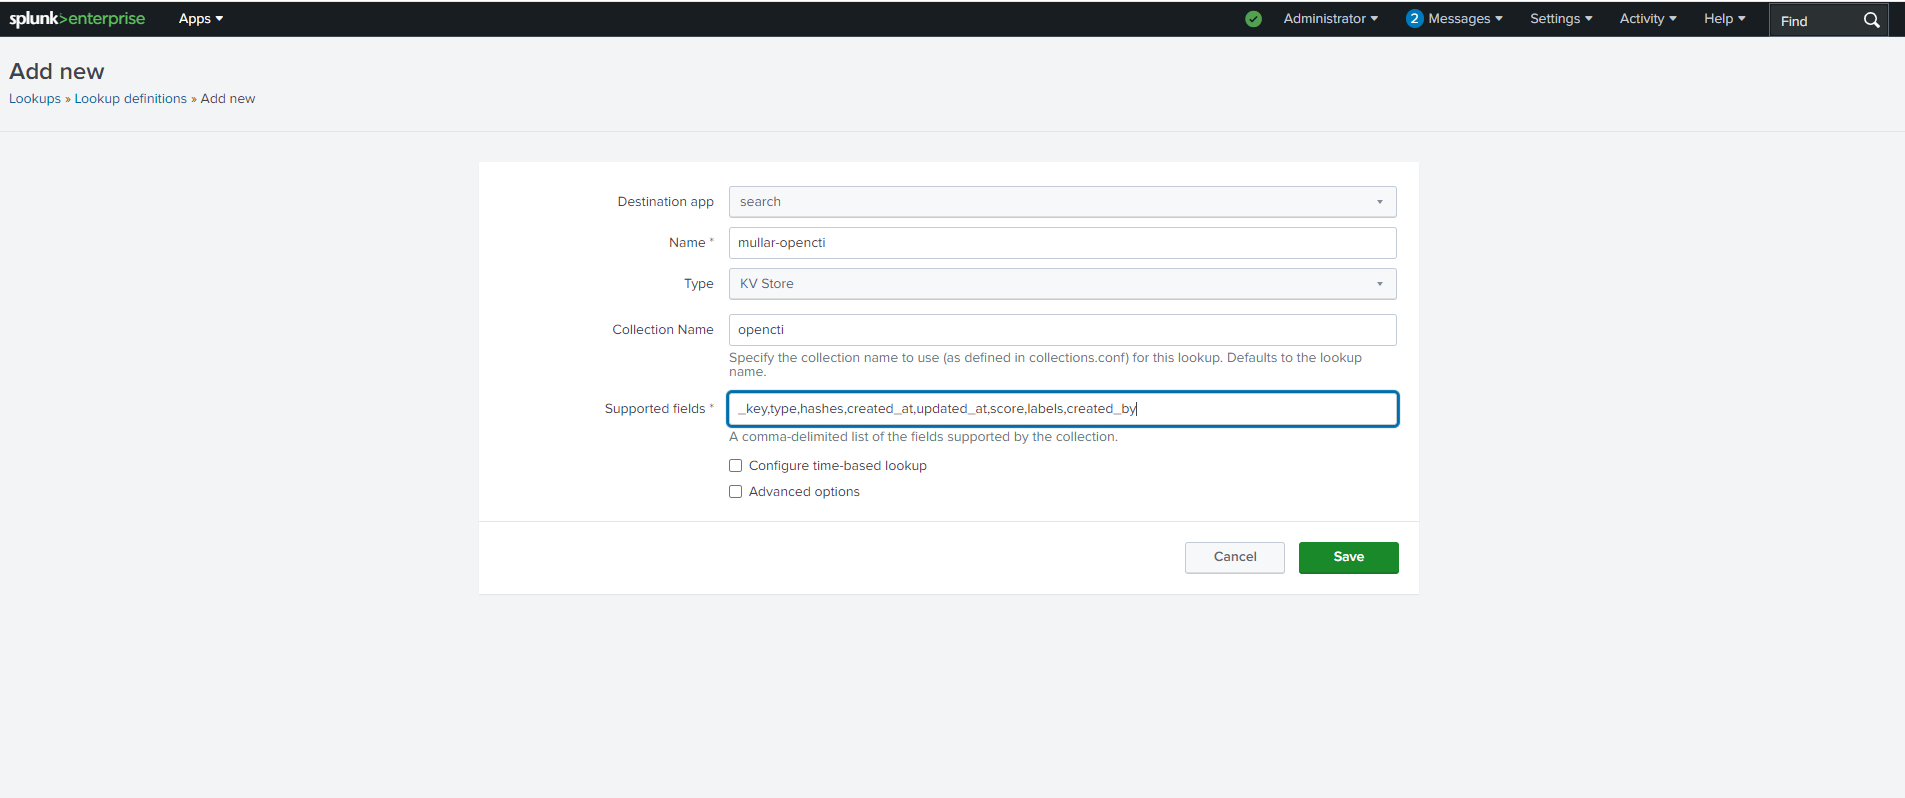 splunk>enterprise Apps Administrator 2 Messages Settings Activity Help Find
Add new
Lookups » Lookup definitions » Add new
Destination app search
Name * mullar-opencti
Type KV Store
Collection Name opencti
Specify the collection name to use (as defined in collections.conf) for this lookup. Defaults to the lookup
name.
Supported fields * _key,type,hashes,created_at,updated_at,score,labels,created_by
A comma-delimited list of the fields supported by the collection.
Configure time-based lookup
Advanced options
Cancel Save